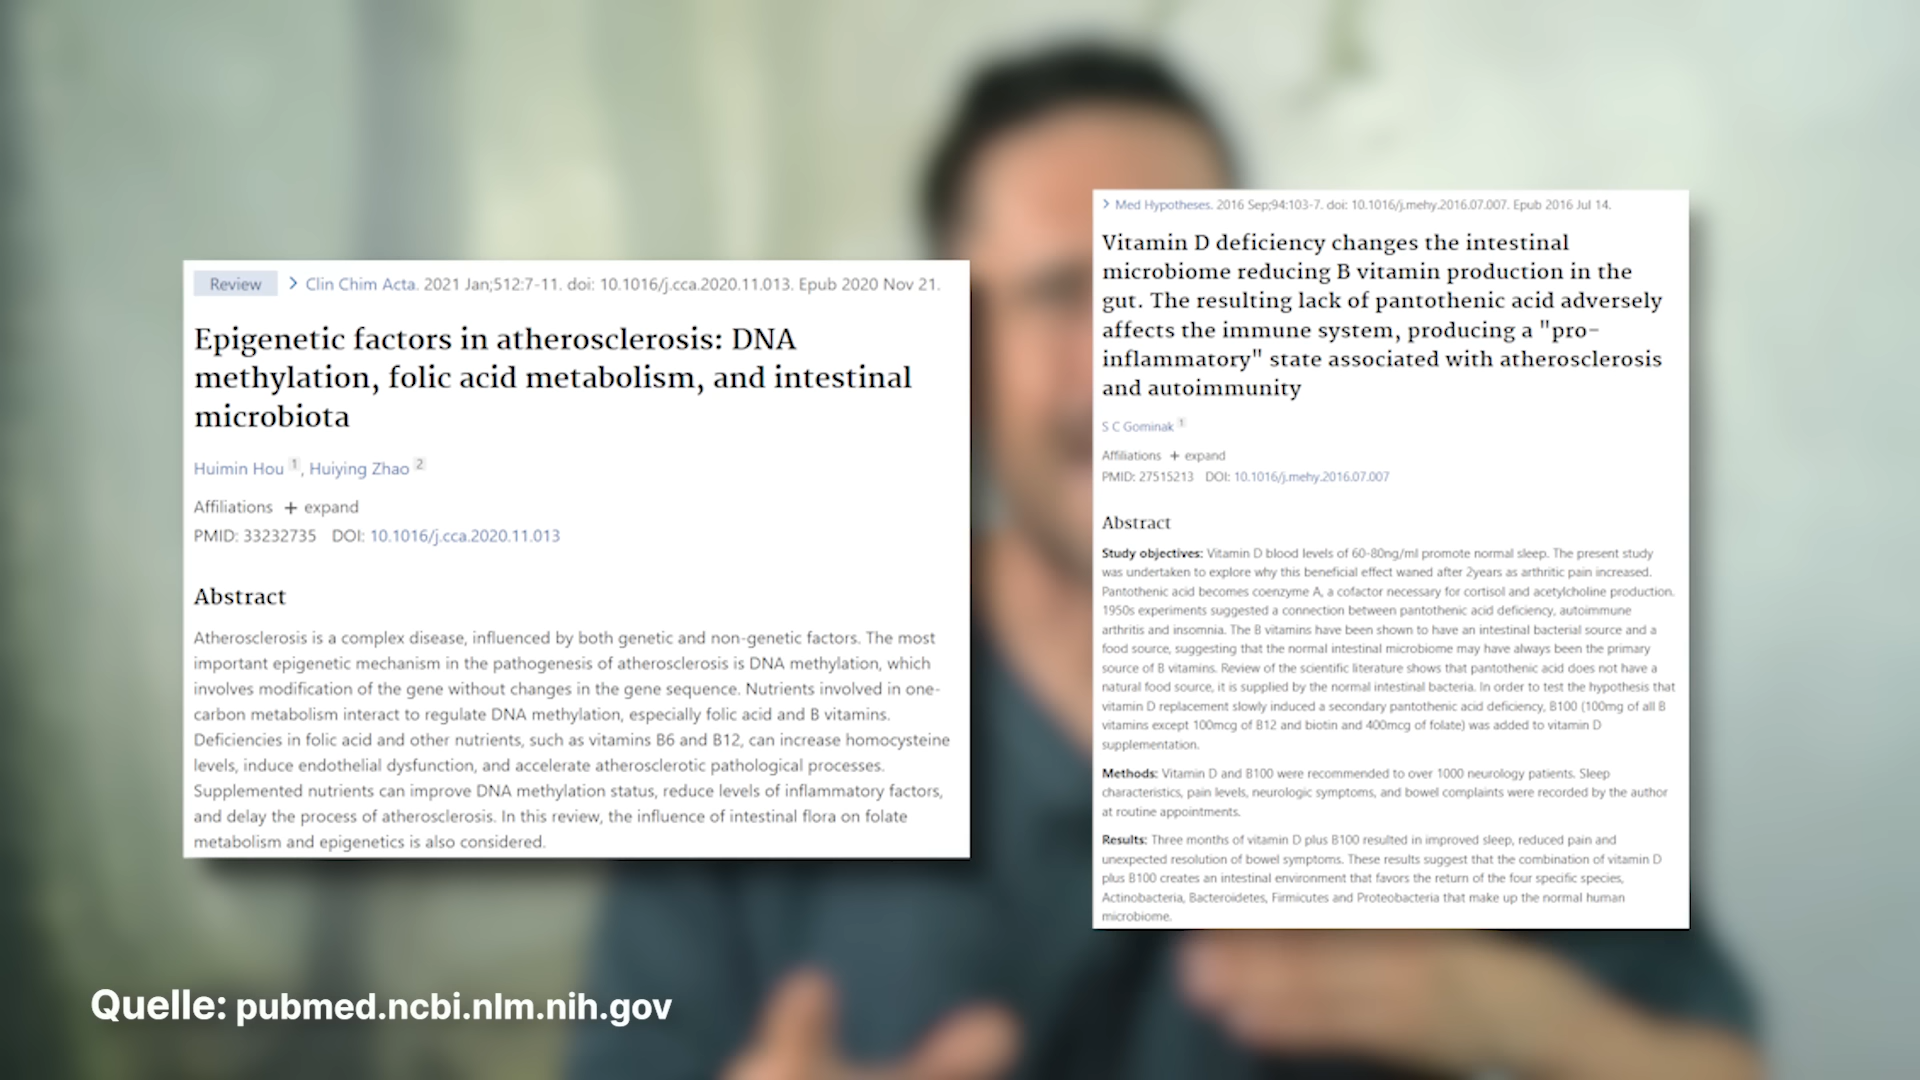 Review > Clin Chim Acta. 2021 Jan;512:7-11. doi: 10.1016/j.cca.2020.11.013. Epub 2020 Nov 21.
Epigenetic factors in atherosclerosis: DNA
methylation, folic acid metabolism, and intestinal
microbiota
Huimin Hou 1, Huiying Zhao 2
Affiliations + expand
PMID: 33232735 DOI: 10.1016/j.cca.2020.11.013
Abstract
Atherosclerosis is a complex disease, influenced by both genetic and non-genetic factors. The most
important epigenetic mechanism in the pathogenesis of atherosclerosis is DNA methylation, which
involves modification of the gene without changes in the gene sequence. Nutrients involved in one-
carbon metabolism interact to regulate DNA methylation, especially folic acid and B vitamins.
Deficiencies in folic acid and other nutrients, such as vitamins B6 and B12, can increase homocysteine
levels, induce endothelial dysfunction, and accelerate atherosclerotic pathological processes.
Supplemented nutrients can improve DNA methylation status, reduce levels of inflammatory factors,
and delay the process of atherosclerosis. In this review, the influence of intestinal flora on folate
metabolism and epigenetics is also considered.
> Med Hypotheses. 2016 Sep;94:103-7. doi: 10.1016/j.mehy.2016.07.007. Epub 2016 Jul 14.
Vitamin D deficiency changes the intestinal
microbiome reducing B vitamin production in the
gut. The resulting lack of pantothenic acid adversely
affects the immune system, producing a "pro-
inflammatory" state associated with atherosclerosis
and autoimmunity
S C Gominak 1
Affiliations + expand
PMID: 27515213 DOI: 10.1016/j.mehy.2016.07.007
Abstract
Study objectives: Vitamin D blood levels of 60-80ng/ml promote normal sleep. The present study
was undertaken to explore why this beneficial effect waned after 2years as arthritic pain increased.
Pantothenic acid becomes coenzyme A, a cofactor necessary for cortisol and acetylcholine production.
1950s experiments suggested a connection between pantothenic acid deficiency, autoimmune
arthritis and insomnia. The B vitamins have been shown to have an intestinal bacterial source and a
food source, suggesting that the normal intestinal microbiome may have always been the primary
source of B vitamins. Review of the scientific literature shows that pantothenic acid does not have a
natural food source, it is supplied by the normal intestinal bacteria. In order to test the hypothesis that
vitamin D replacement slowly induced a secondary pantothenic acid deficiency, B100 (100mg of all B
vitamins except 100mcg of B12 and biotin and 400mcg of folate) was added to vitamin D
supplementation.
Methods: Vitamin D and B100 were recommended to over 1000 neurology patients. Sleep
characteristics, pain levels, neurologic symptoms, and bowel complaints were recorded by the author
at routine appointments.
Results: Three months of vitamin D plus B100 resulted in improved sleep, reduced pain and
unexpected resolution of bowel symptoms. These results suggest that the combination of vitamin D
plus B100 creates an intestinal environment that favors the return of the four specific species,
Actinobacteria, Bacteroidetes, Firmicutes and Proteobacteria that make up the normal human
microbiome.
Quelle: pubmed.ncbi.nlm.nih.gov